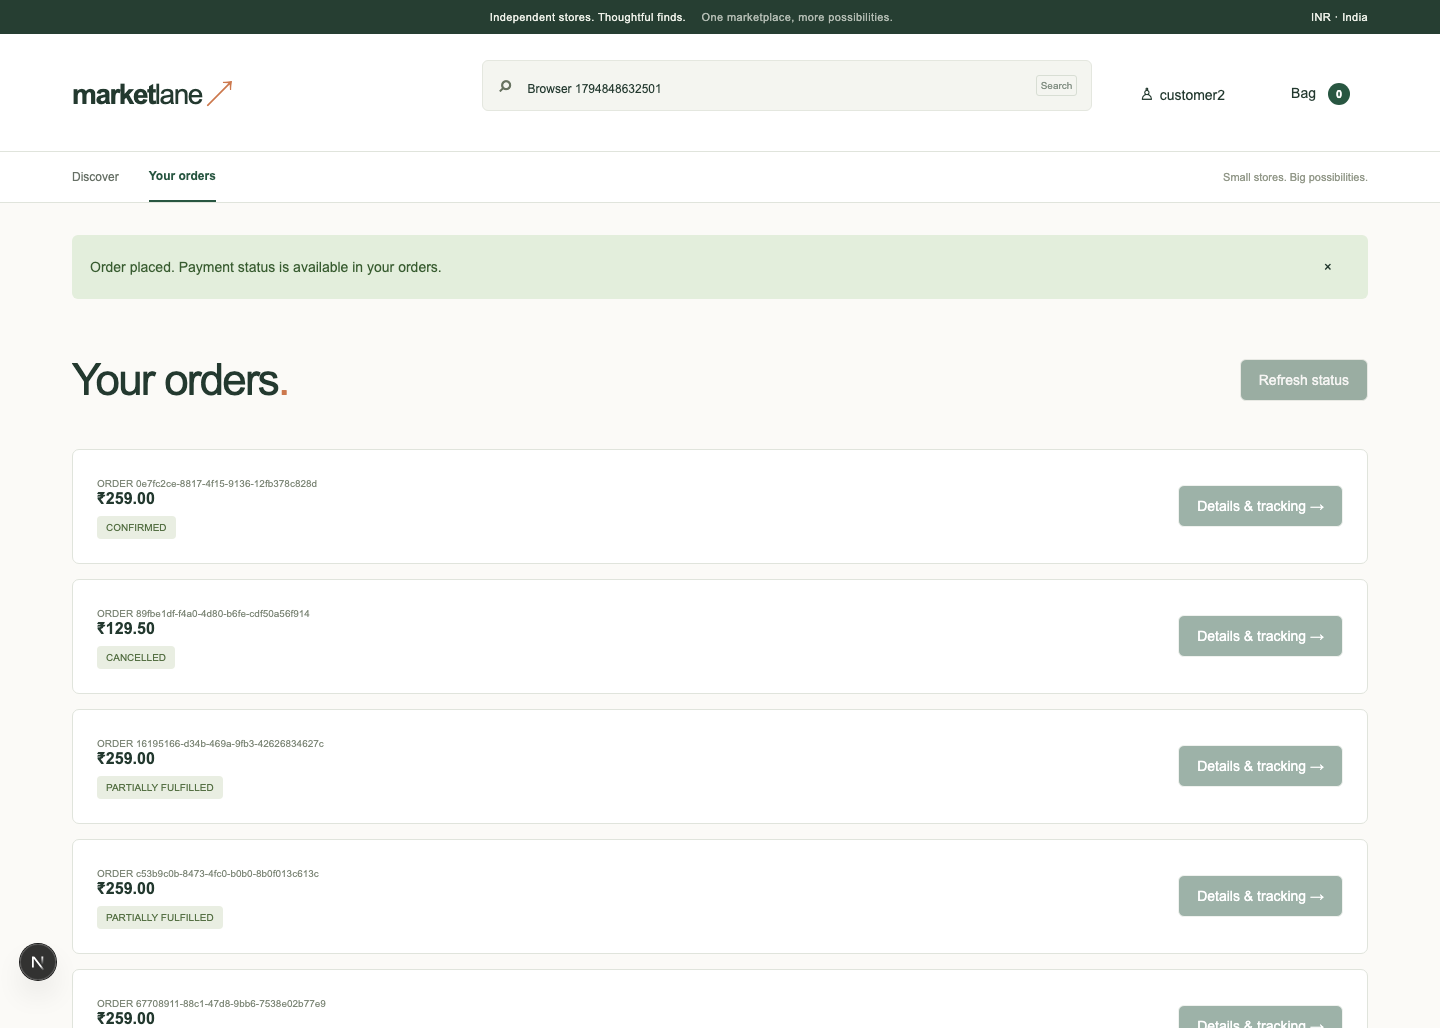 Independent stores. Thoughtful finds. One marketplace, more possibilities.
INR · India
marketlane
Browser 1794848632501
Search
customer2
Bag 0
Discover
Your orders
Small stores. Big possibilities.
Order placed. Payment status is available in your orders.
×
Your orders.
Refresh status
ORDER 0e7fc2ce-8817-4f15-9136-12fb378c828d
₹259.00
CONFIRMED
Details & tracking →
ORDER 89fbe1df-f4a0-4d80-b6fe-cdf50a56f914
₹129.50
CANCELLED
Details & tracking →
ORDER 16195166-d34b-469a-9fb3-42626834627c
₹259.00
PARTIALLY FULFILLED
Details & tracking →
ORDER c53b9c0b-8473-4fc0-b0b0-8b0f013c613c
₹259.00
PARTIALLY FULFILLED
Details & tracking →
N
ORDER 67708911-88c1-47d8-9bb6-7538e02b77e9
₹259.00
Details & tracking →